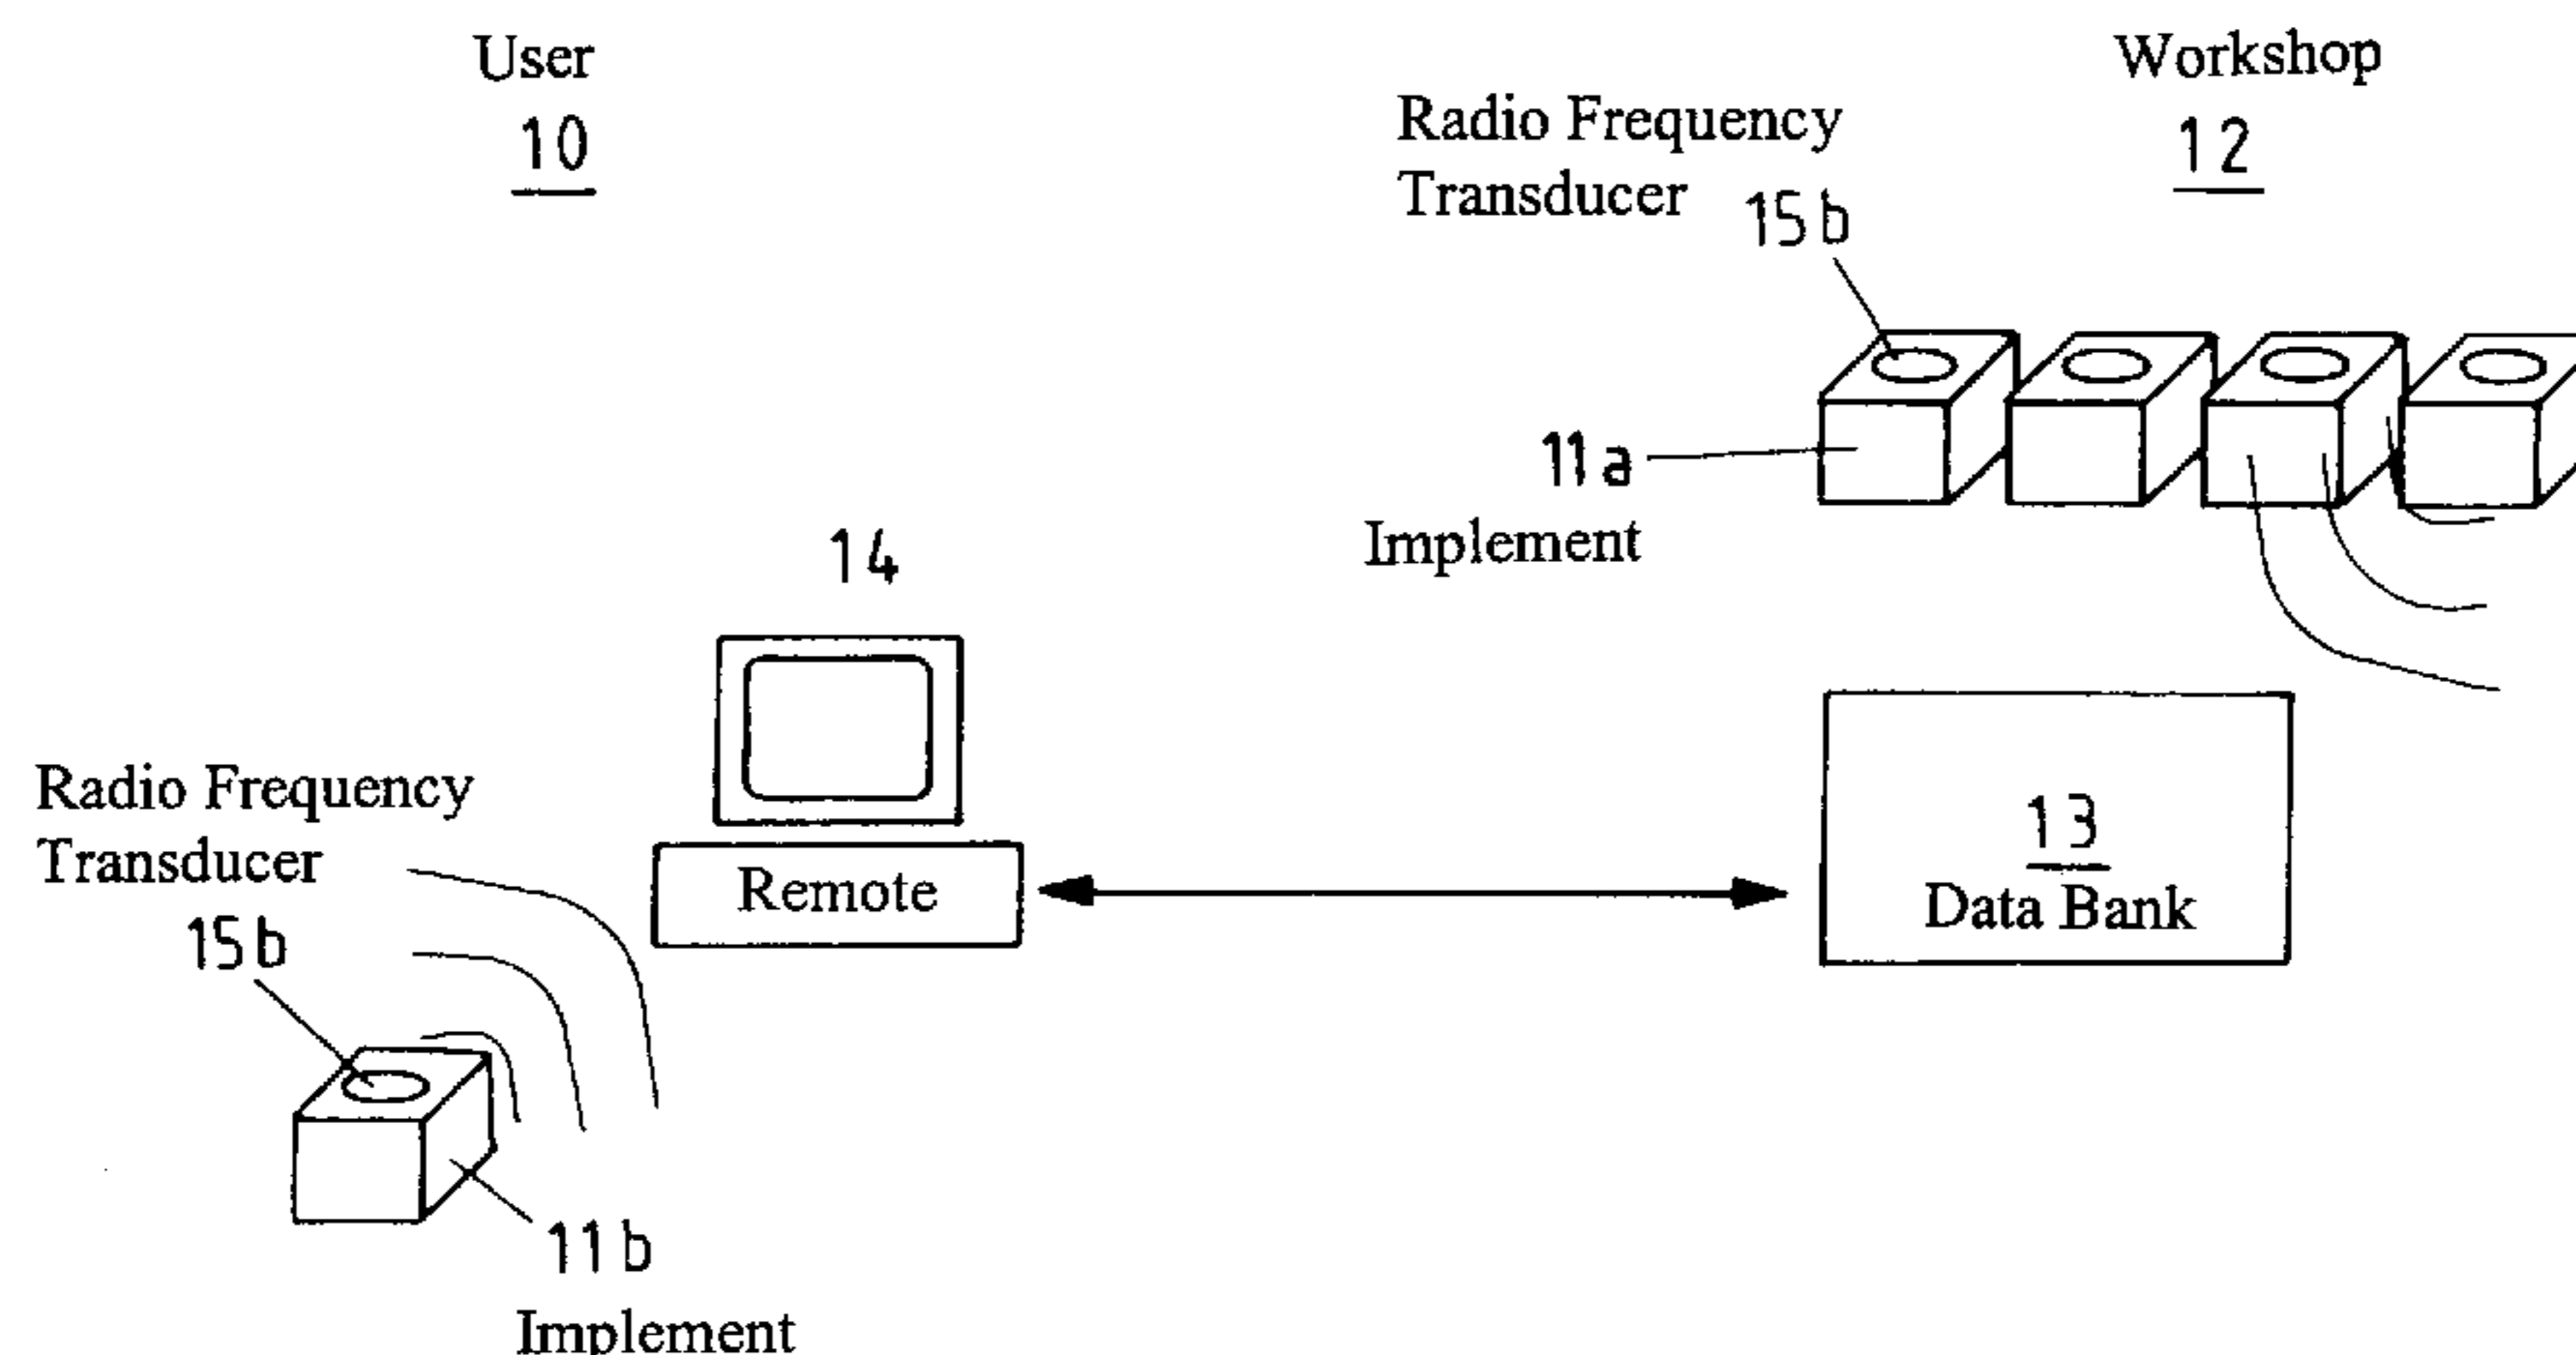 User
10
Workshop
12
Radio Frequency
Transducer
15b
11a
Implement
14
Remote
13
Data Bank
Radio Frequency
Transducer
15b
11b
Implement